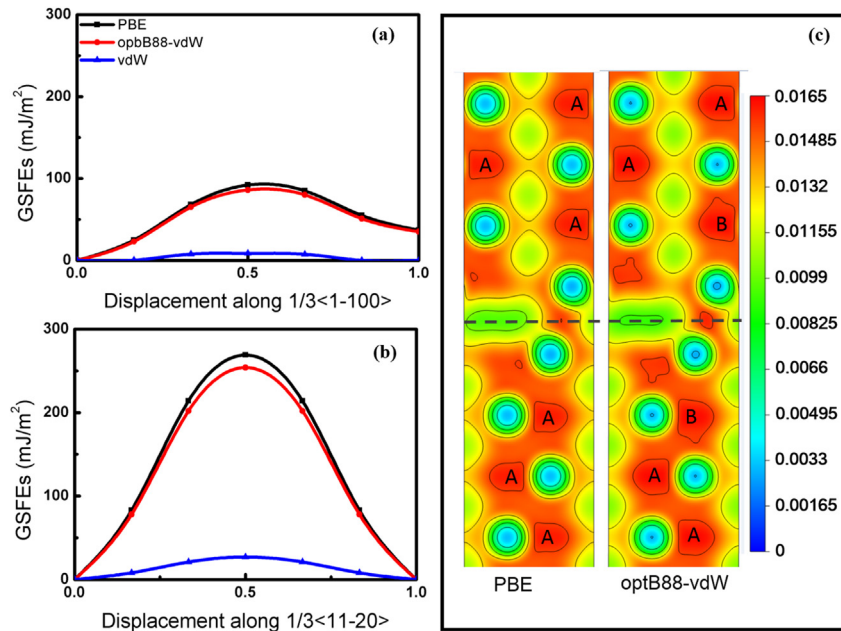 (a)
PBE
opbB88-vdW
vdW
300
200
100
0
GSFEs (mJ/m²)
0.0
0.5
1.0
Displacement along 1/3<1-100>
(b)
300
200
100
0
GSFEs (mJ/m²)
0.0
0.5
1.0
Displacement along 1/3<11-20>
(c)
A
A
A
A
A
A
PBE
A
A
B
B
A
A
optB88-vdW
0.0165
0.01485
0.0132
0.01155
0.0099
0.00825
0.0066
0.00495
0.0033
0.00165
0